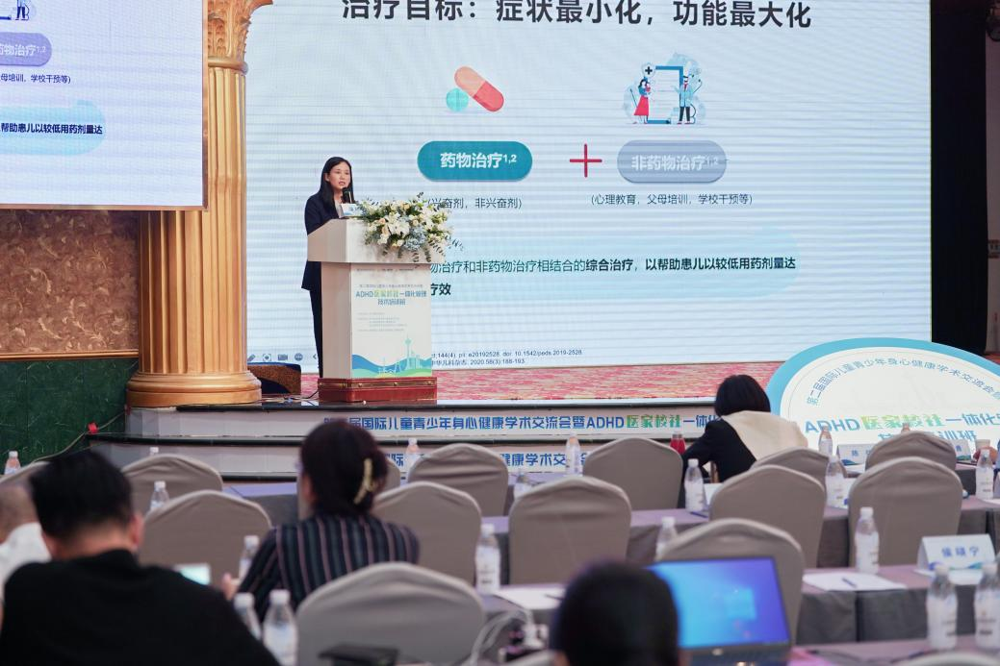 治疗目标：症状最小化，功能最大化
药物治疗1,2
父母培训、学校干预等)
帮助患儿以较低用药剂量达
药物治疗1,2
非药物治疗1,2
兴奋剂，非兴奋剂)
(心理教育，父母培训，学校干预等)
治疗和非药物治疗相结合的综合治疗，以帮助患儿以较低用药剂量达
疗效
144(4). pii: e20192528. doi: 10.1542/peds.2019-2528.
中华儿科杂志. 2020.58(3):188-193.
ADHD医家校社一体化管理
技术培训班
届国际儿童青少年身心健康学术交流会暨ADHD医家校社一体化
第二届国际儿童青少年身心健康学术交流会暨
ADHD医家校社一体化管
健康学术交流会